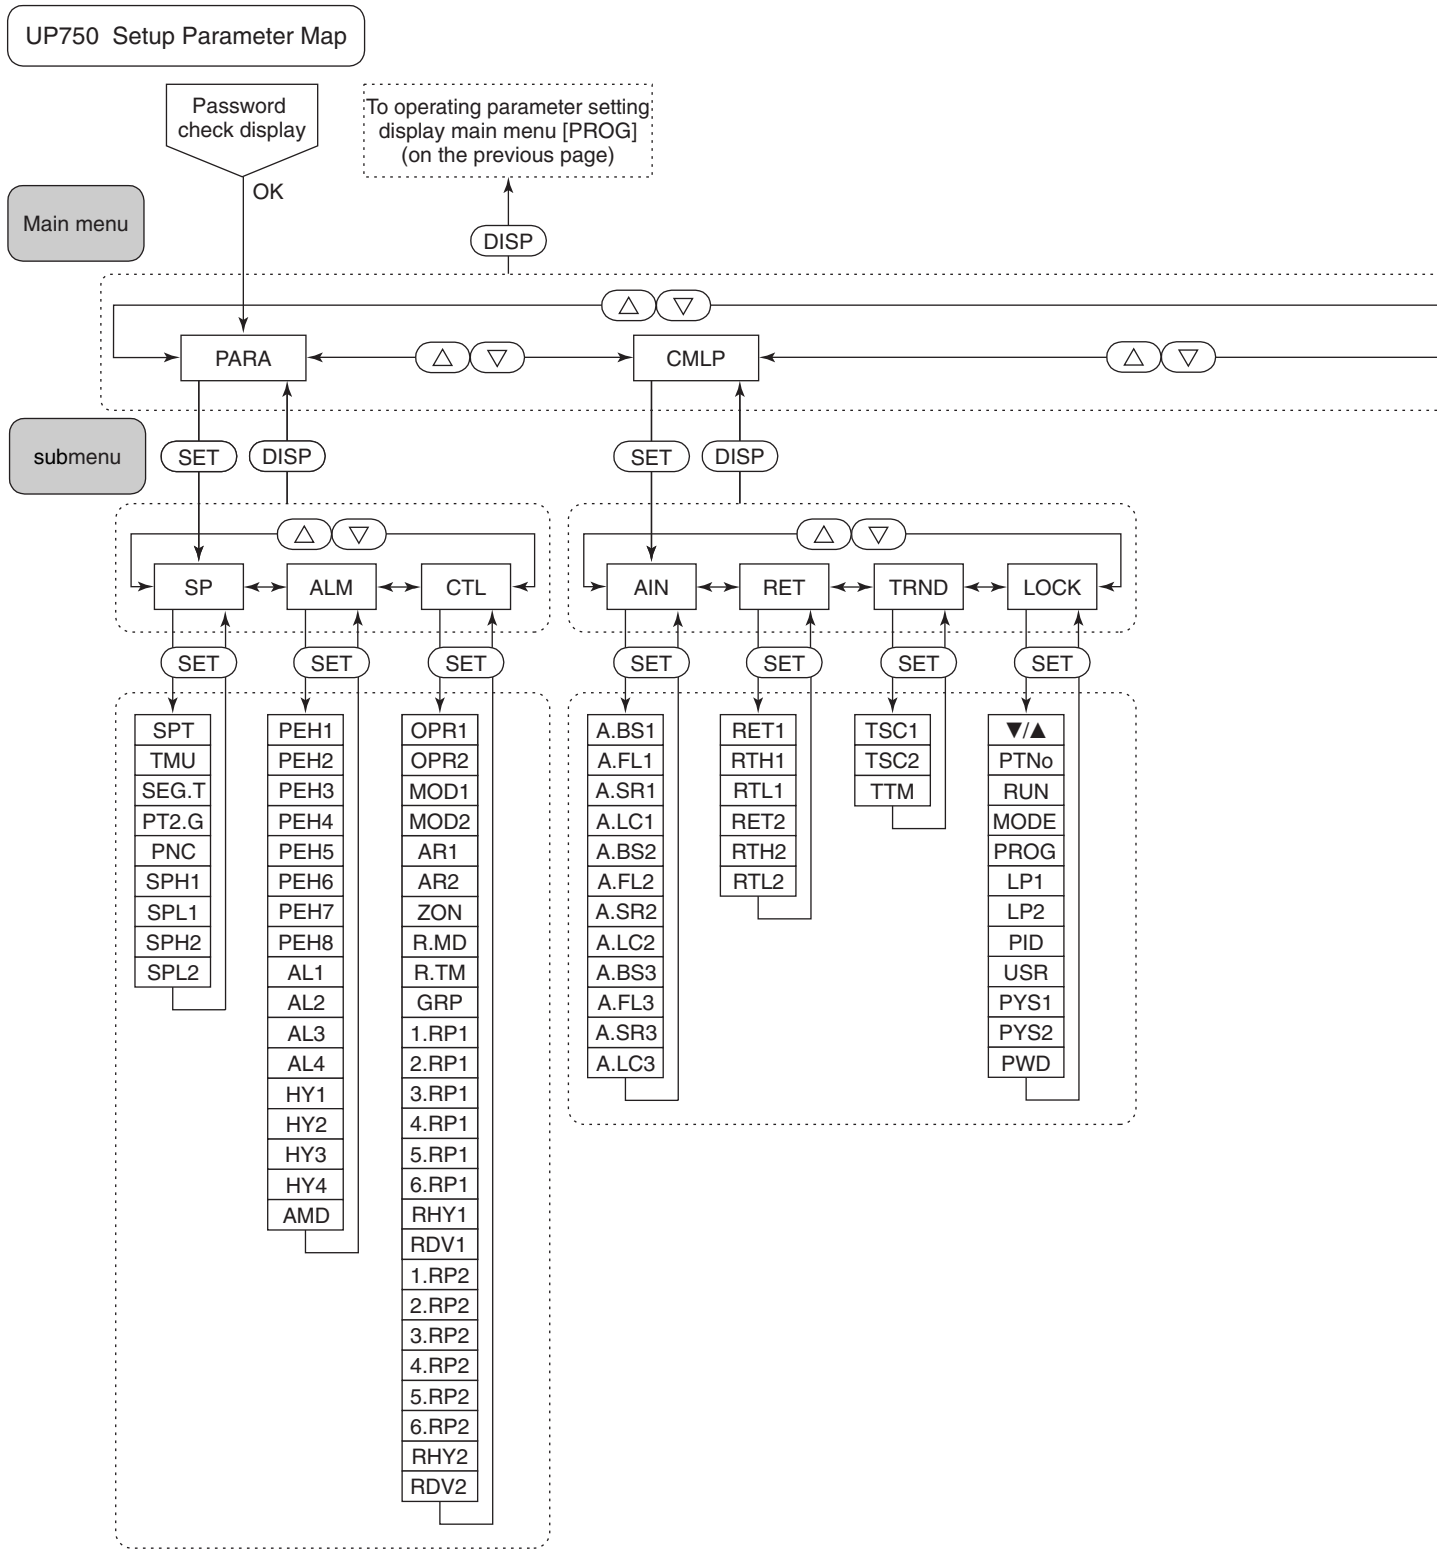 UP750 Setup Parameter Map
Password
check display
To operating parameter setting
display main menu [PROG]
(on the previous page)
OK
Main menu
DISP
△ ▽
PARA
△ ▽
CMLP
△ ▽
submenu
SET
DISP
SET
DISP
△ ▽
△ ▽
SP
ALM
CTL
AIN
RET
TRND
LOCK
SET
SET
SET
SET
SET
SET
SET
SPT
TMU
SEG.T
PT2.G
PNC
SPH1
SPL1
SPH2
SPL2
PEH1
PEH2
PEH3
PEH4
PEH5
PEH6
PEH7
PEH8
AL1
AL2
AL3
AL4
HY1
HY2
HY3
HY4
AMD
OPR1
OPR2
MOD1
MOD2
AR1
AR2
ZON
R.MD
R.TM
GRP
1.RP1
2.RP1
3.RP1
4.RP1
5.RP1
6.RP1
RHY1
RDV1
1.RP2
2.RP2
3.RP2
4.RP2
5.RP2
6.RP2
RHY2
RDV2
A.BS1
A.FL1
A.SR1
A.LC1
A.BS2
A.FL2
A.SR2
A.LC2
A.BS3
A.FL3
A.SR3
A.LC3
RET1
RTH1
RTL1
RET2
RTH2
RTL2
TSC1
TSC2
TTM
▼/▲
PTNo
RUN
MODE
PROG
LP1
LP2
PID
USR
PYS1
PYS2
PWD